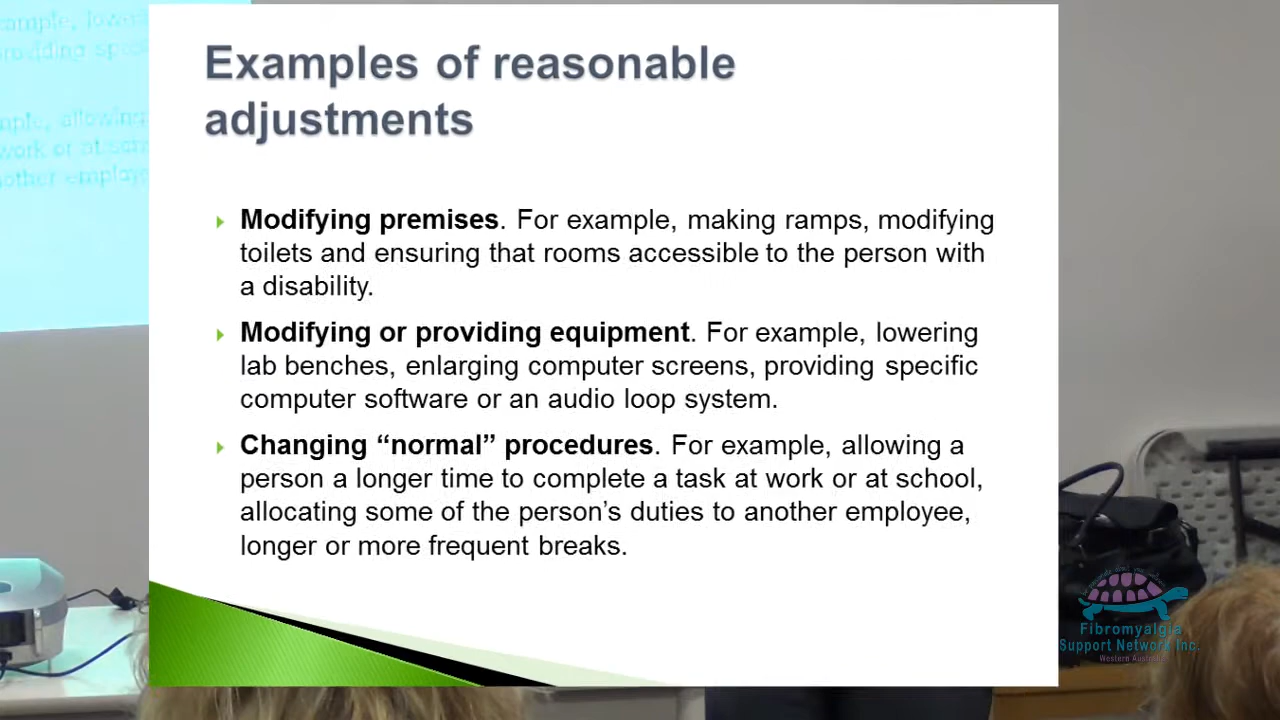 Examples of reasonable
adjustments
Modifying premises. For example, making ramps, modifying
toilets and ensuring that rooms accessible to the person with
a disability.
Modifying or providing equipment. For example, lowering
lab benches, enlarging computer screens, providing specific
computer software or an audio loop system.
Changing “normal” procedures. For example, allowing a
person a longer time to complete a task at work or at school,
allocating some of the person’s duties to another employee,
longer or more frequent breaks.
Fibromyalgia
Support Network Inc.
Western Australia